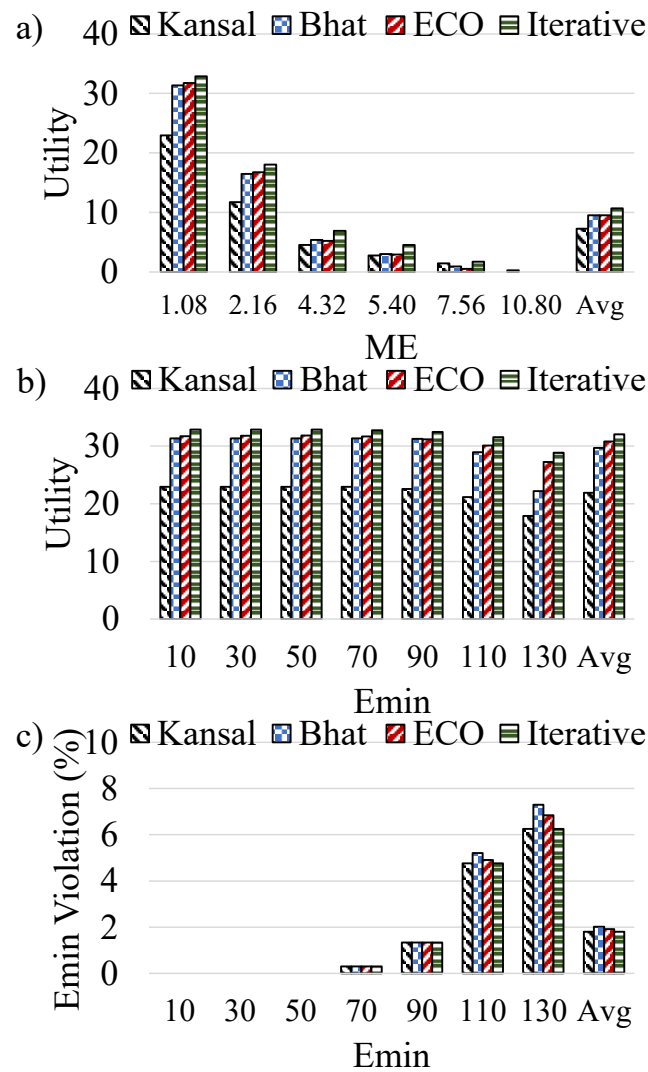 a)
40 Kansal Bhat ECO Iterative
30
20
10
0
Utility
1.08 2.16 4.32 5.40 7.56 10.80 Avg
ME
b)
40 Kansal Bhat ECO Iterative
30
20
10
0
Utility
10 30 50 70 90 110 130 Avg
Emin
c)
10 Kansal Bhat ECO Iterative
8
6
4
2
0
Emin Violation (%)
10 30 50 70 90 110 130 Avg
Emin